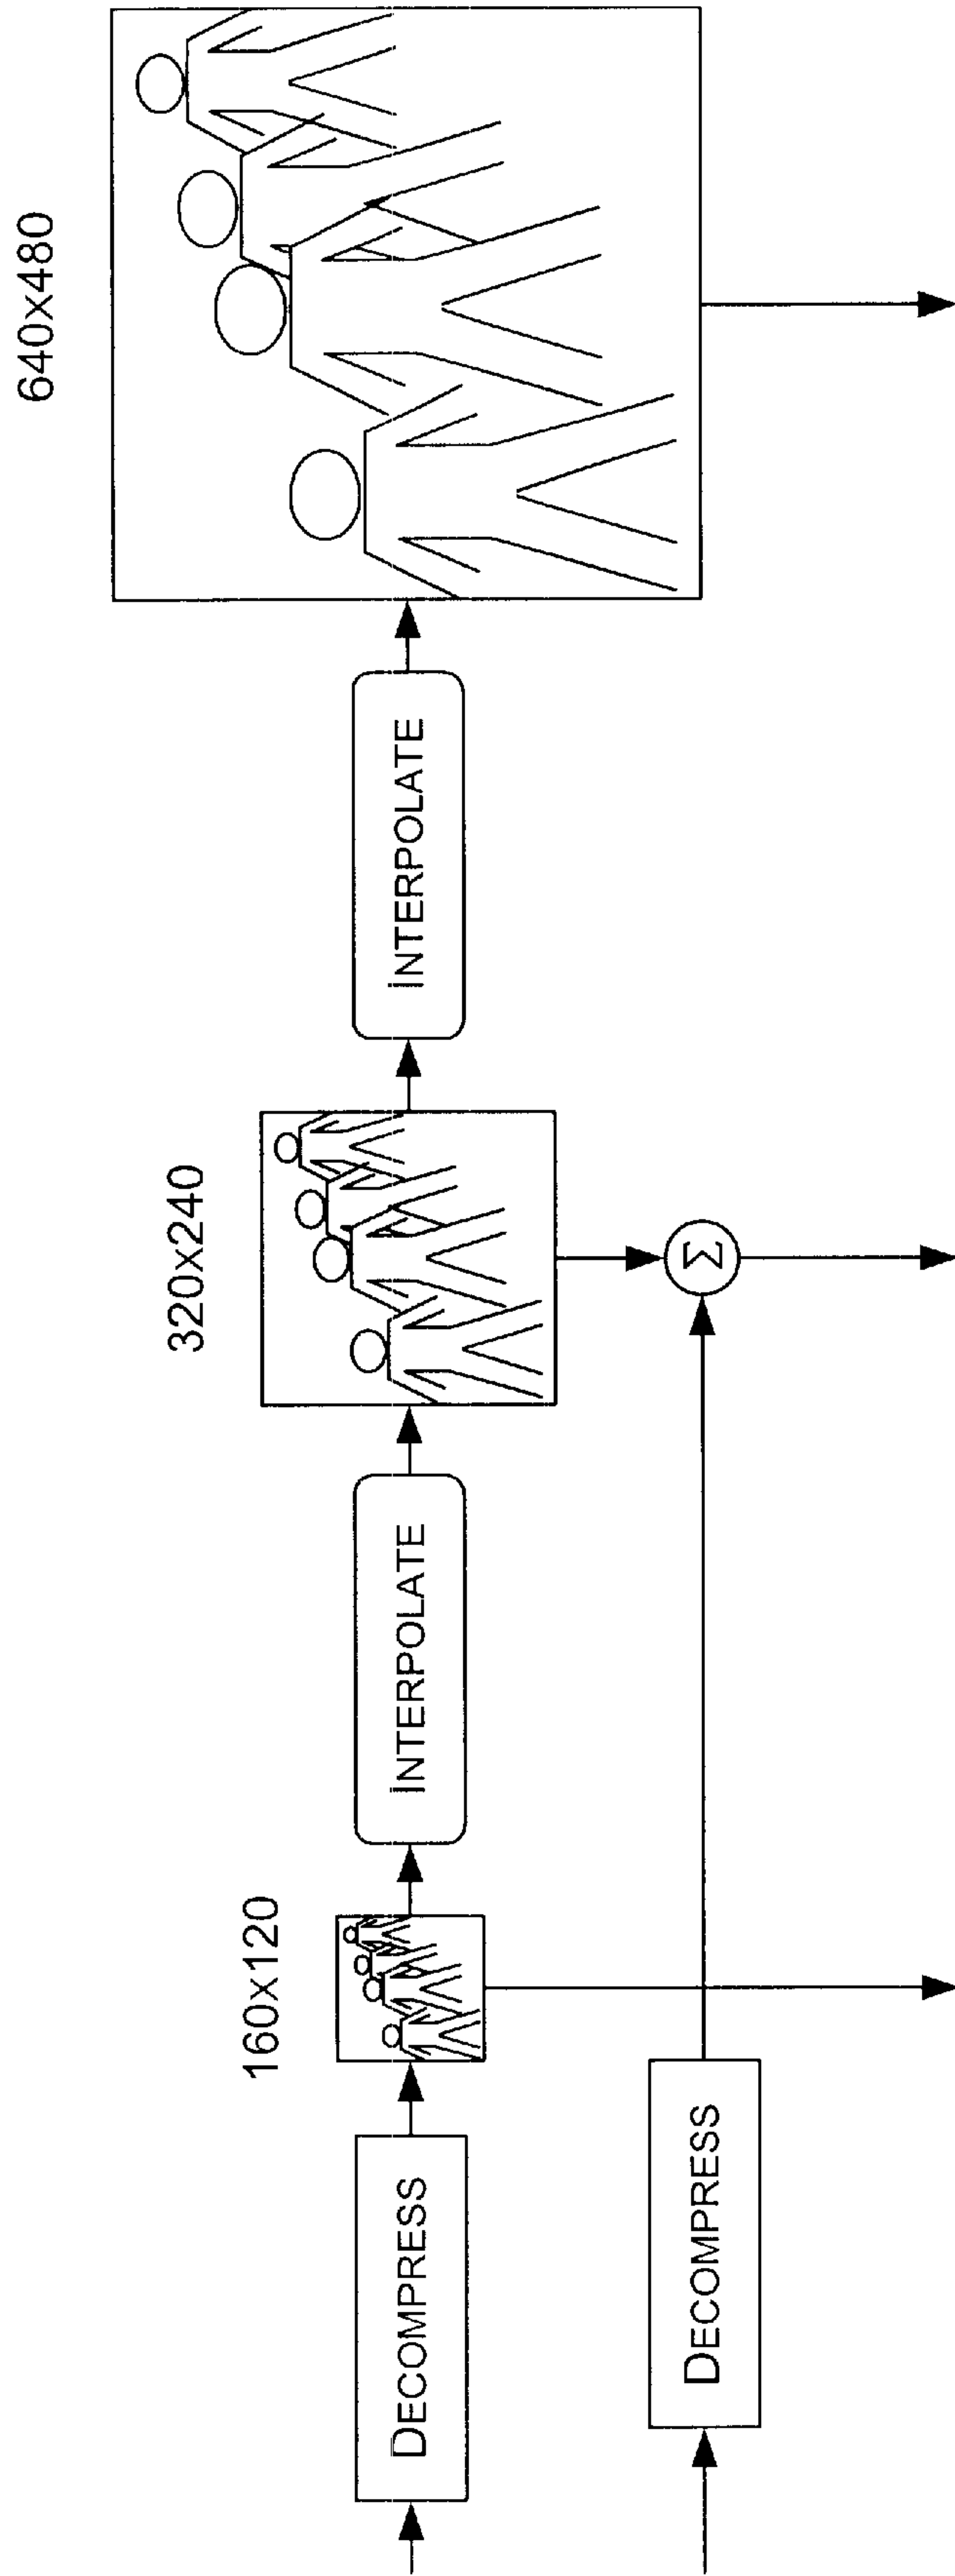 640x480
320x240
160x120
DECOMPRESS
INTERPOLATE
INTERPOLATE
DECOMPRESS
Σ